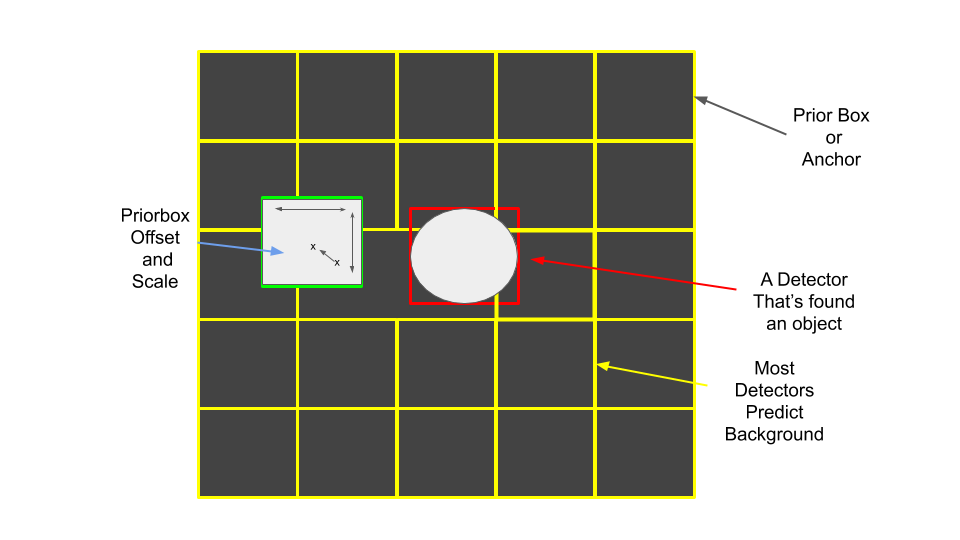 Prior Box
or
Anchor
Priorbox
Offset
and
Scale
x
x
A Detector
That's found
an object
Most
Detectors
Predict
Background